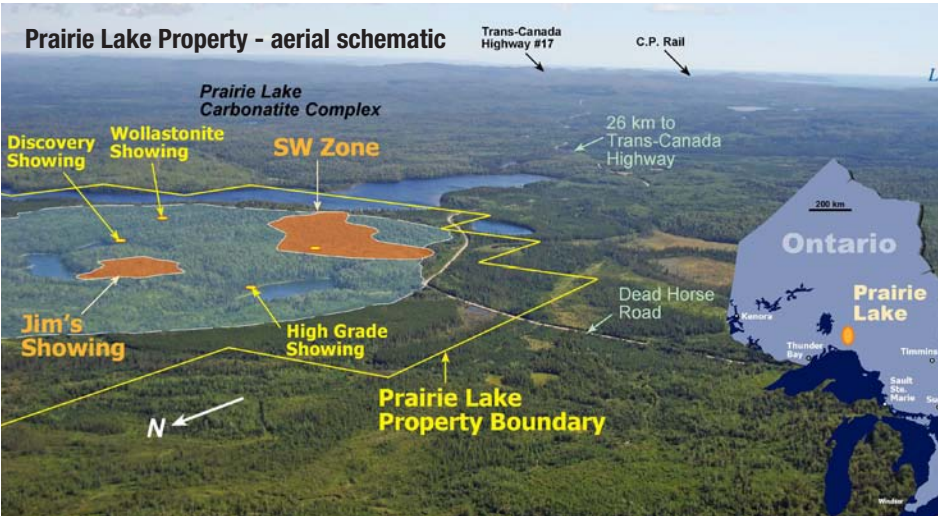 Prairie Lake Property - aerial schematic
Trans-Canada
Highway #17
C.P. Rail
L
Prairie Lake
Carbonatite Complex
Discovery
Showing
Wollastonite
Showing
SW Zone
26 km to
Trans-Canada
Highway
200 km
Ontario
Prairie
Lake
Kenora
Thunder
Bay
Timmins
Sault
Ste.
Marie
Su
Windsor
Dead Horse
Road
Jim's
Showing
High Grade
Showing
Prairie Lake
Property Boundary
N